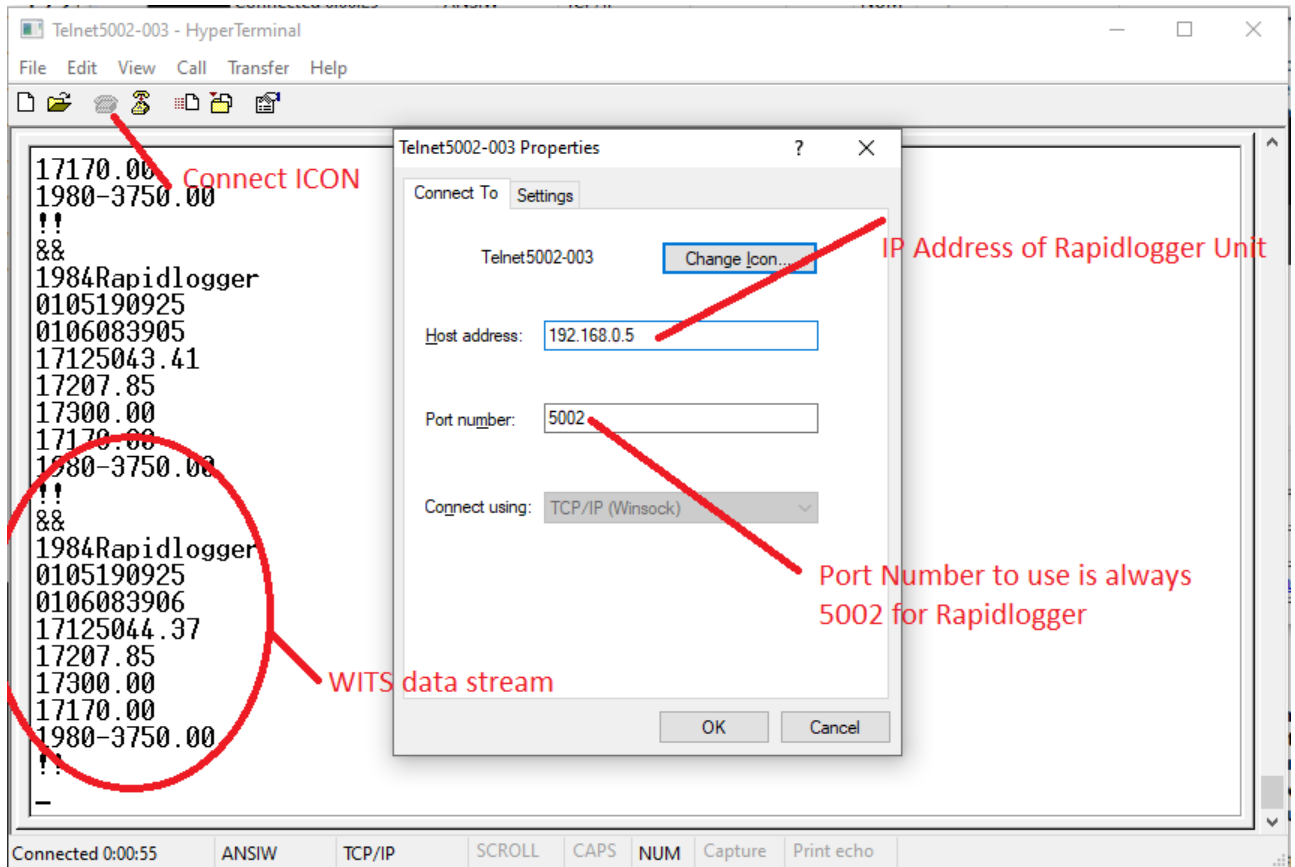 Telnet5002-003 - HyperTerminal
File Edit View Call Transfer Help
17170.00
1980-3750.00
!!
&&
1984Rapidlogger
0105190925
0106083905
17125043.41
17207.85
17300.00
17170.00
1980-3750.00
!!
&&
1984Rapidlogger
0105190925
0106083906
17125044.37
17207.85
17300.00
17170.00
1980-3750.00
!!
Connect ICON
WITS data stream
Telnet5002-003 Properties
Connect To Settings
Telnet5002-003 Change Icon...
IP Address of Rapidlogger Unit
Host address: 192.168.0.5
Port number: 5002
Connect using: TCP/IP (Winsock)
Port Number to use is always
5002 for Rapidlogger
OK Cancel
Connected 0:00:55 ANSIW TCP/IP SCROLL CAPS NUM Capture Print echo